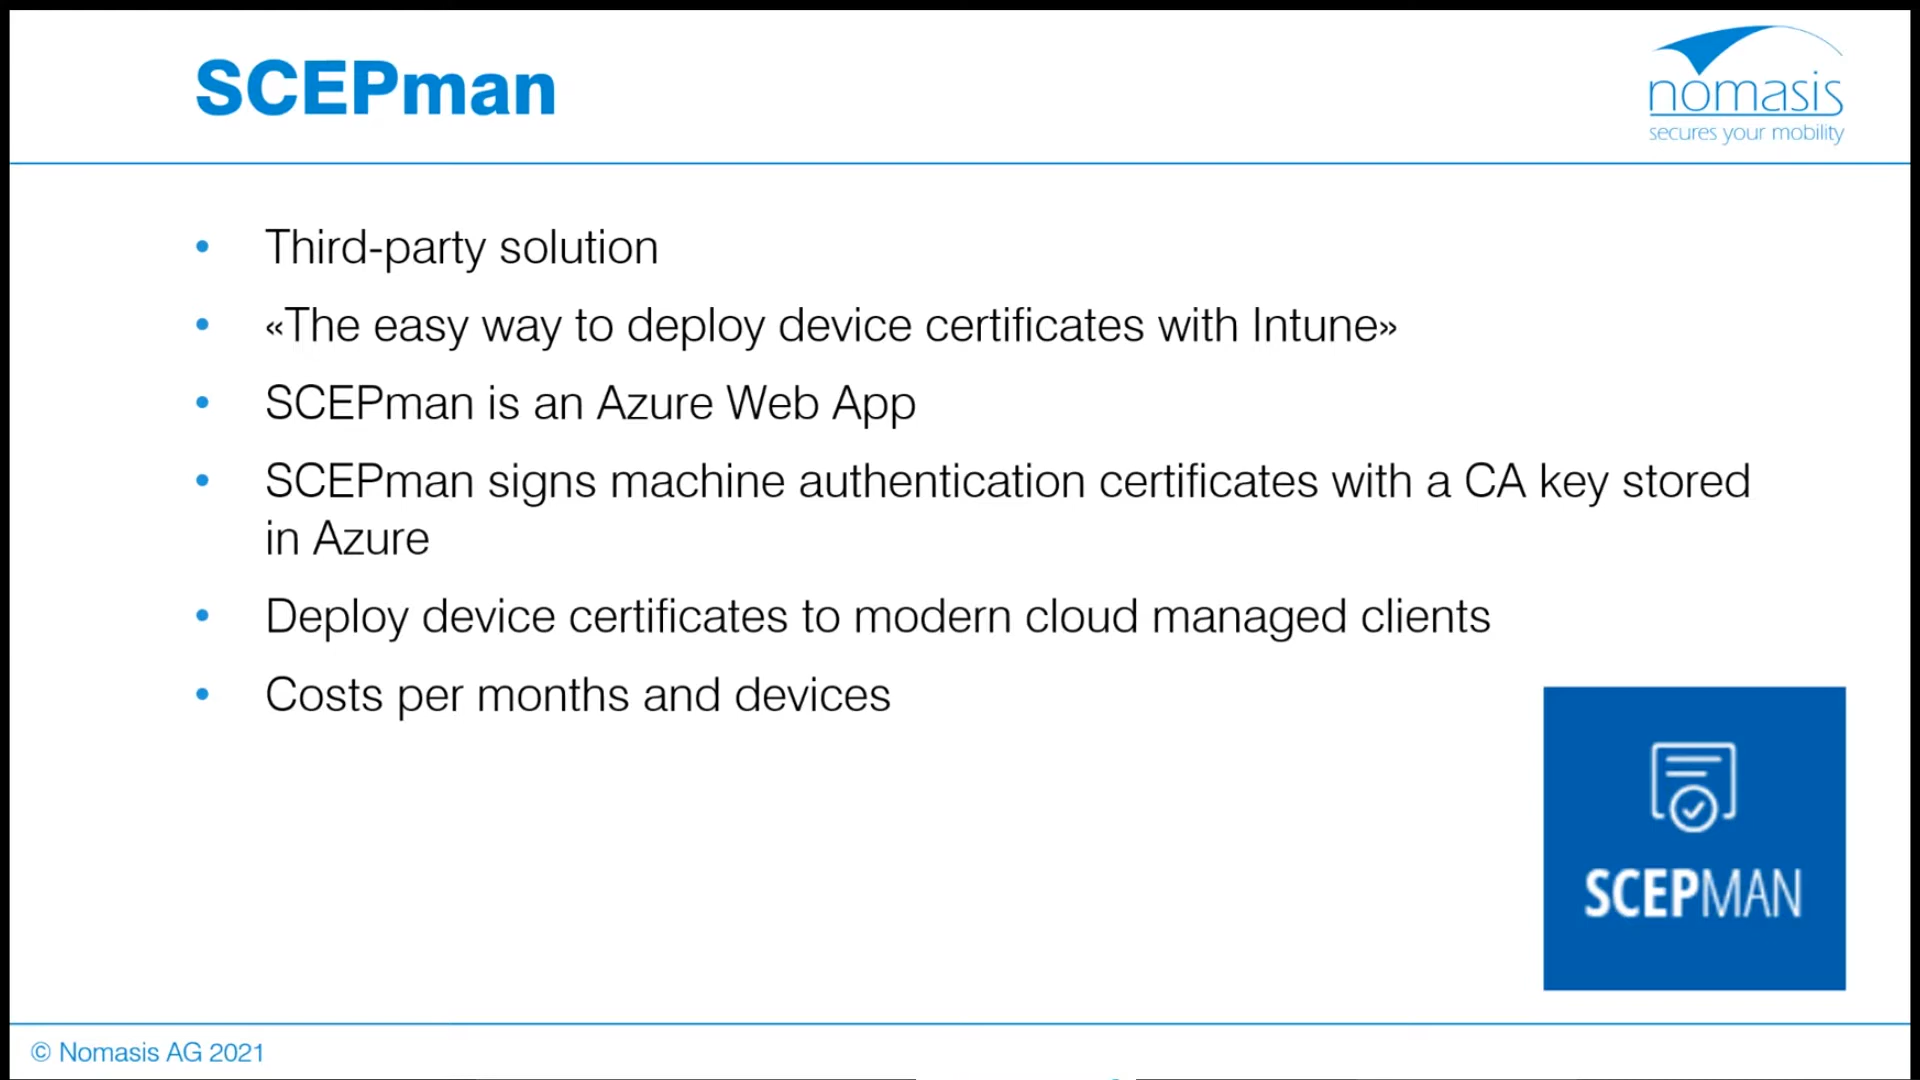 SCEPman
nomasis
secures your mobility
• Third-party solution
• «The easy way to deploy device certificates with Intune»
• SCEPman is an Azure Web App
• SCEPman signs machine authentication certificates with a CA key stored
in Azure
• Deploy device certificates to modern cloud managed clients
• Costs per months and devices
SCEPMAN
© Nomasis AG 2021